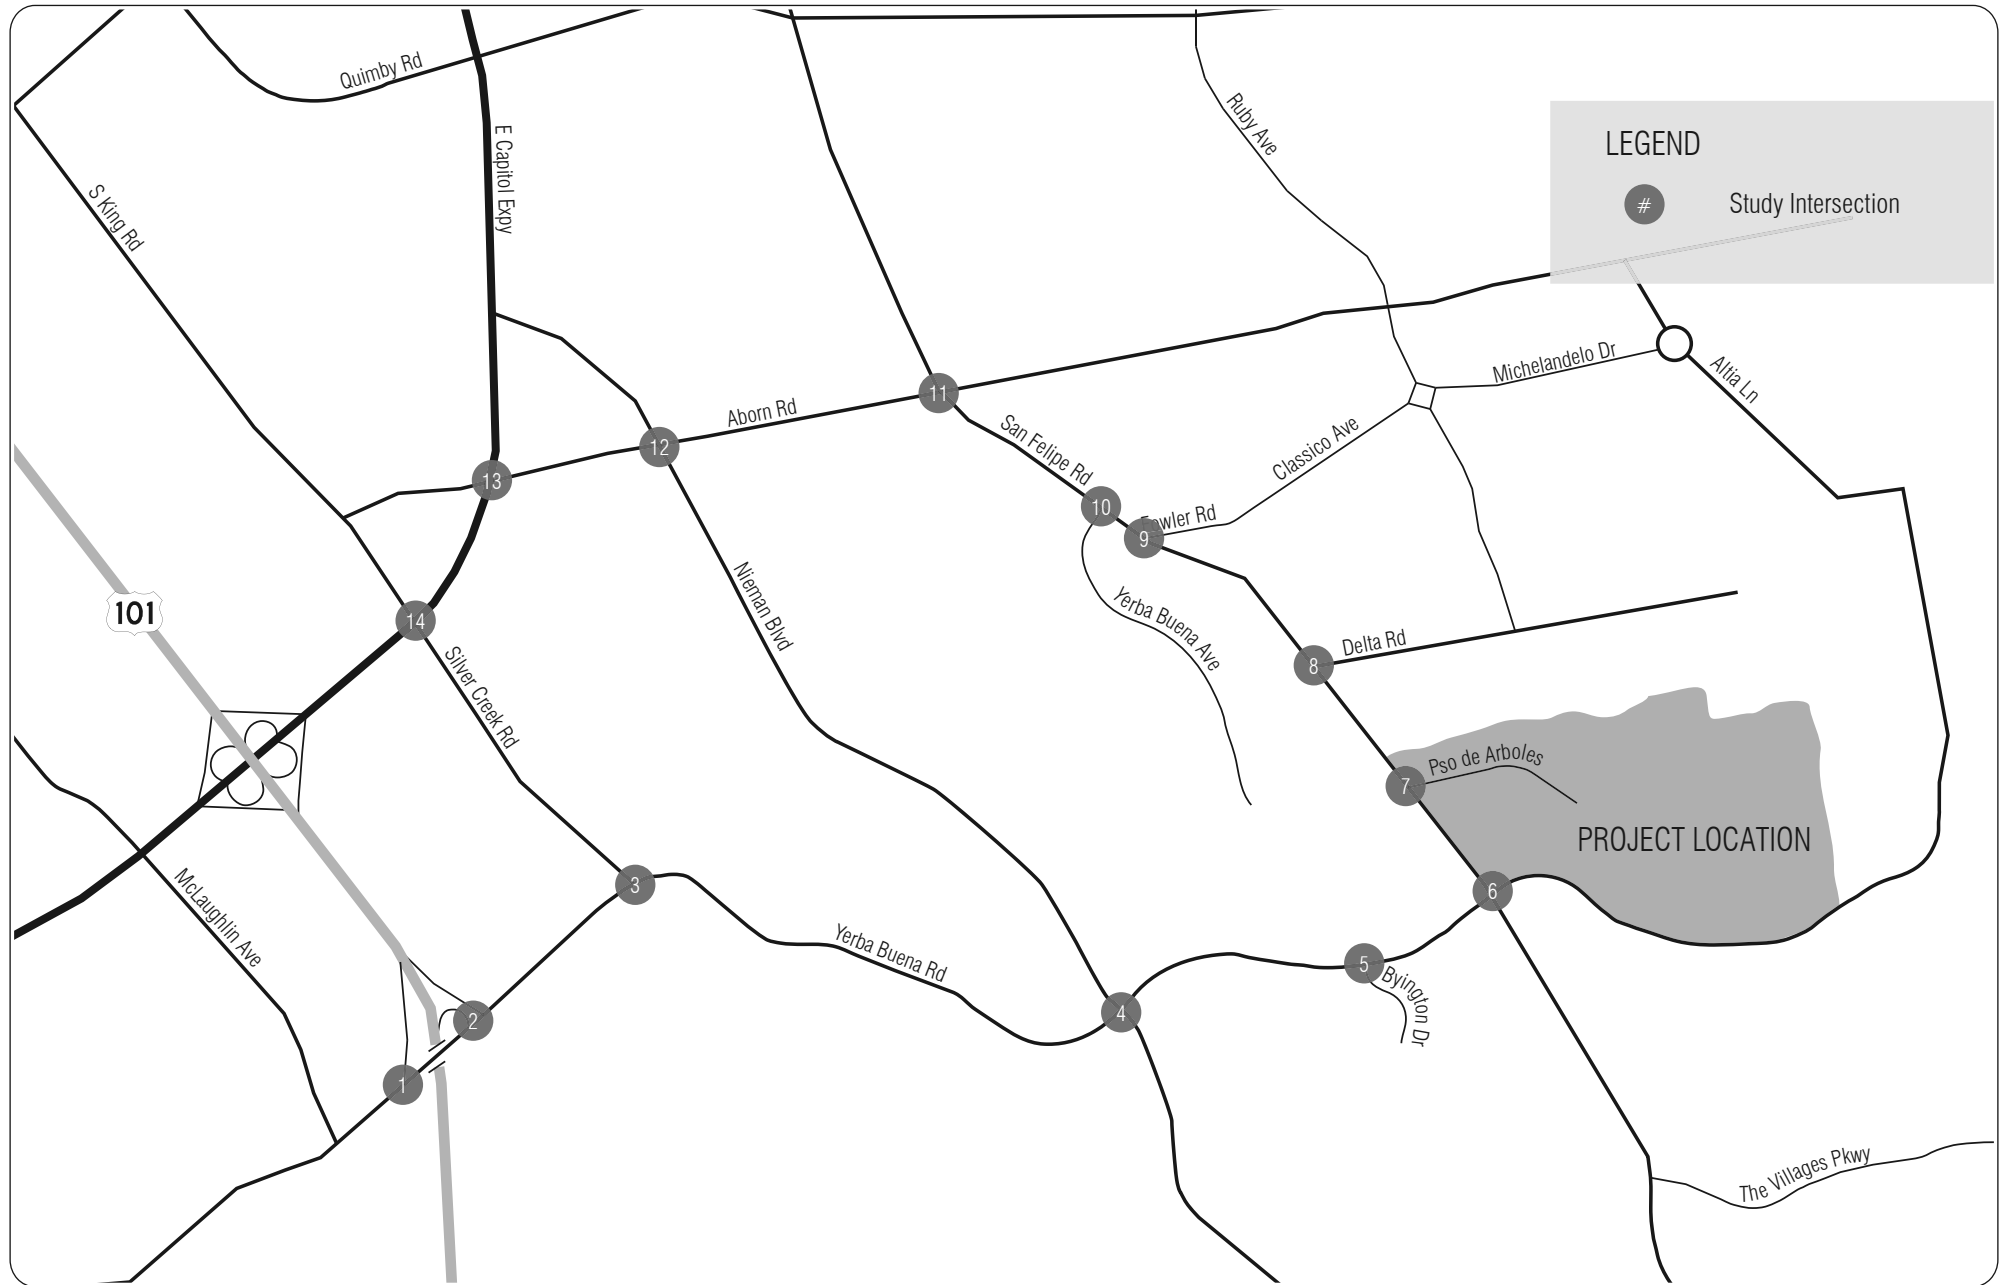 Quimby Rd
E Capitol Expy
Ruby Ave
LEGEND
# Study Intersection
S King Rd
Michelandelo Dr
Altia Ln
11
Aborn Rd
12
San Felipe Rd
Classico Ave
13
10
Fowler Rd
9
101
14
Nieman Blvd
Yerba Buena Ave
8
Delta Rd
Silver Creek Rd
7
Pso de Arboles
PROJECT LOCATION
3
6
McLaughlin Ave
Yerba Buena Rd
5
Byington Dr
2
4
1
The Villages Pkwy